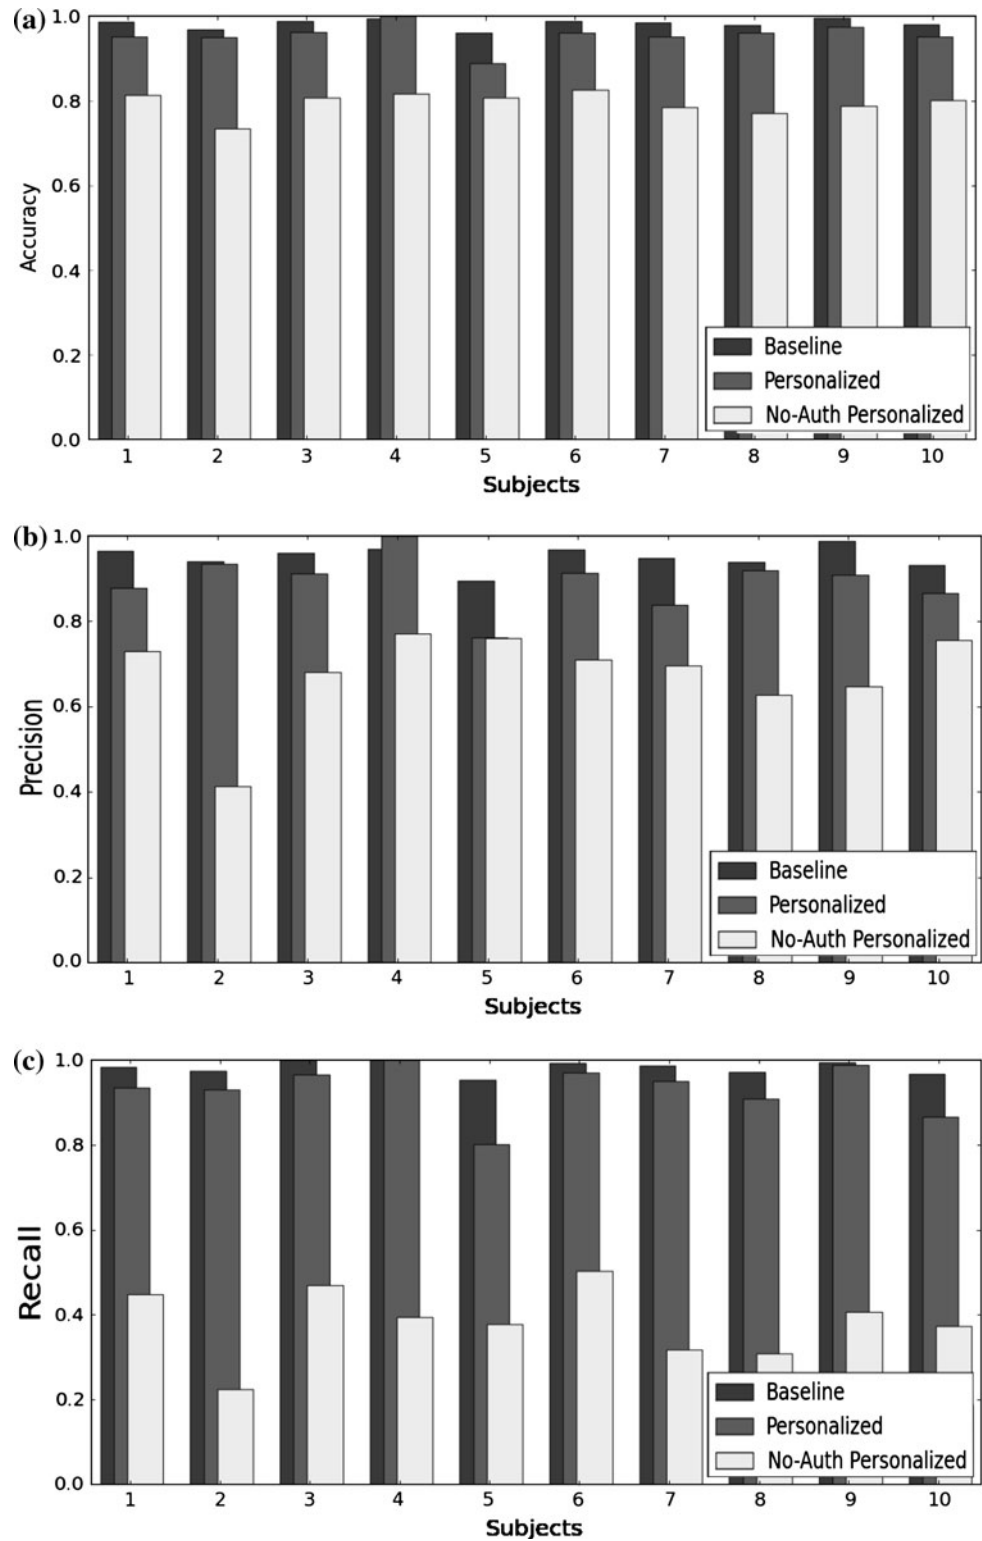 (a)
1.0
0.8
0.6
0.4
0.2
0.0
Accuracy
Baseline
Personalized
No-Auth Personalized
1 2 3 4 5 6 7 8 9 10
Subjects
(b)
1.0
0.8
0.6
0.4
0.2
0.0
Precision
Baseline
Personalized
No-Auth Personalized
1 2 3 4 5 6 7 8 9 10
Subjects
(c)
1.0
0.8
0.6
0.4
0.2
0.0
Recall
Baseline
Personalized
No-Auth Personalized
1 2 3 4 5 6 7 8 9 10
Subjects